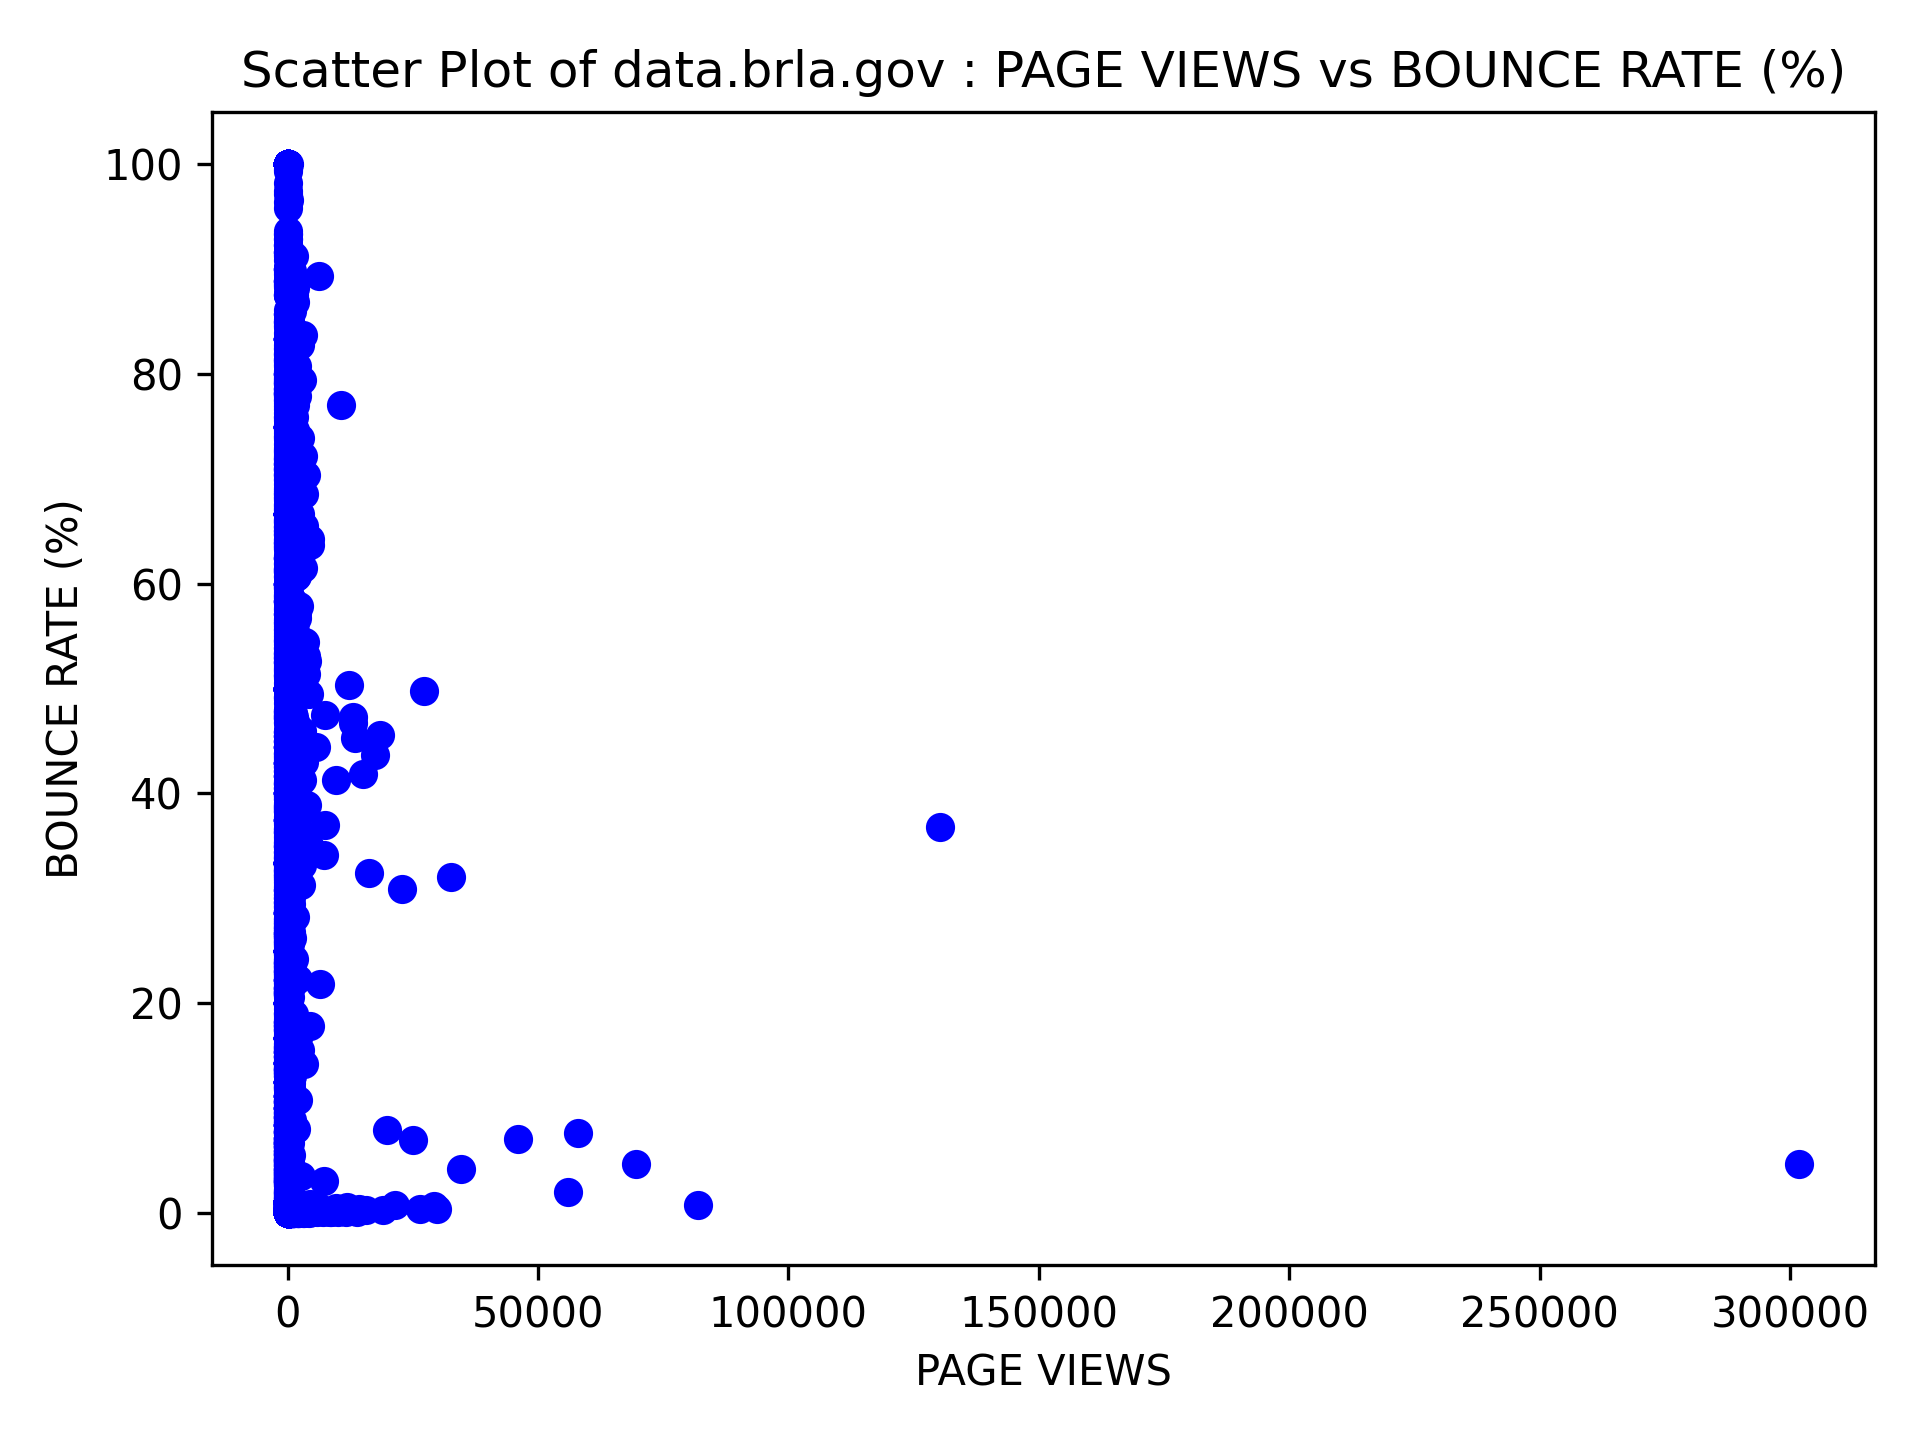 Scatter Plot of data.brla.gov : PAGE VIEWS vs BOUNCE RATE (%)
100
80
60
40
20
0
BOUNCE RATE (%)
0 50000 100000 150000 200000 250000 300000
PAGE VIEWS